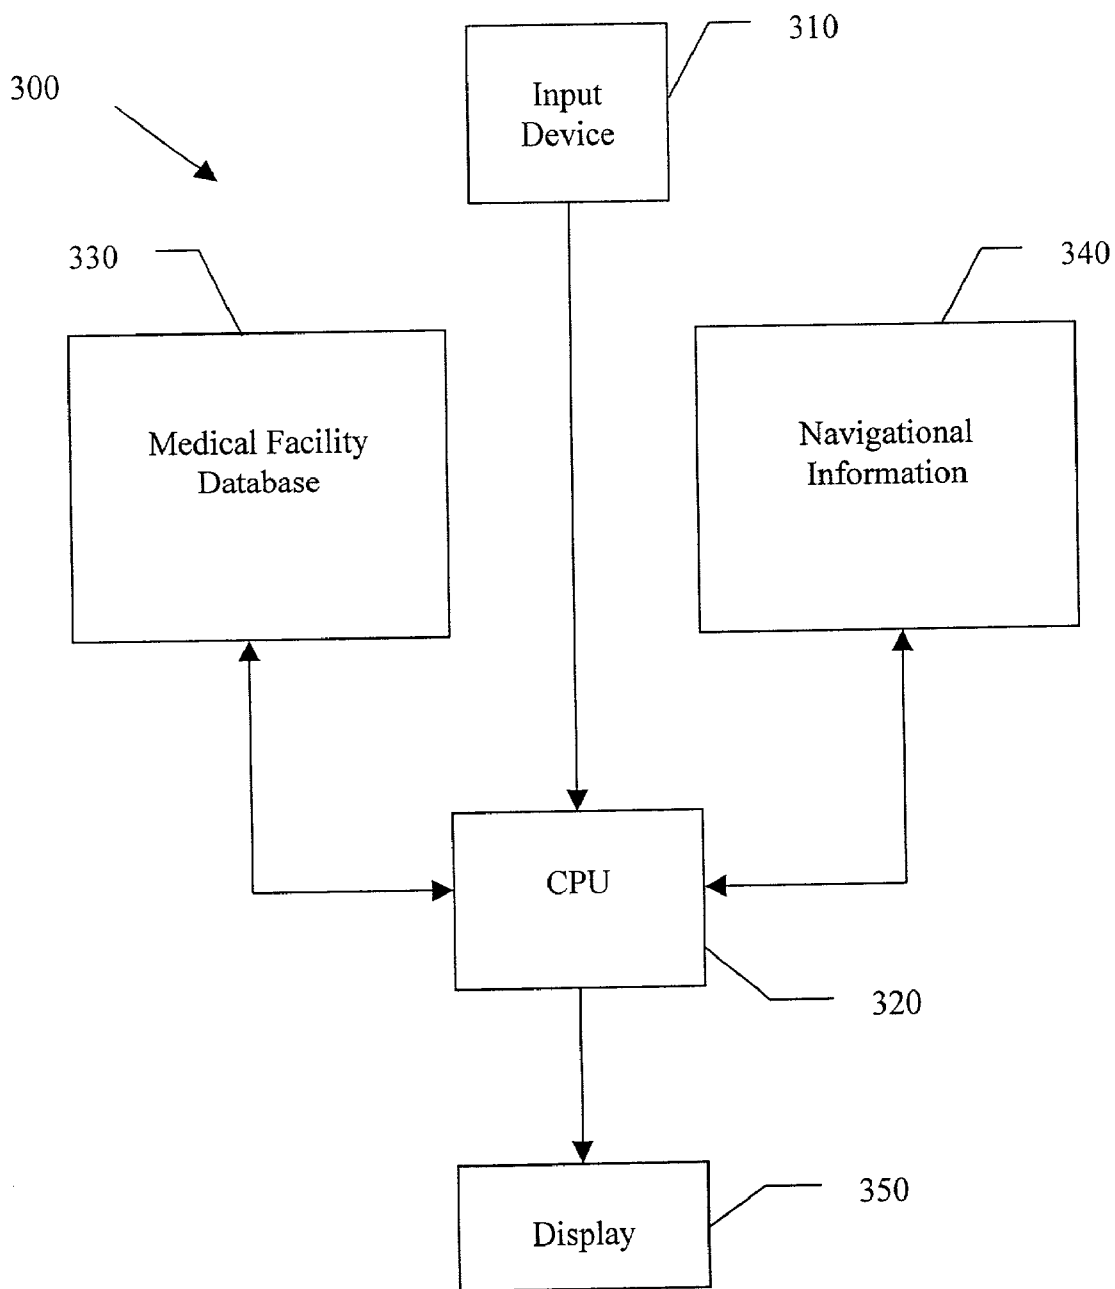 310
Input
Device
300
330
340
Medical Facility
Database
Navigational
Information
CPU
320
350
Display